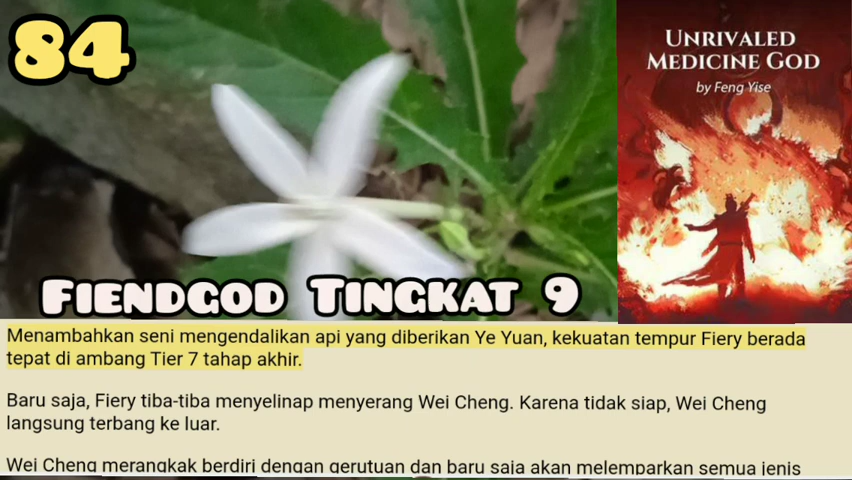 84
UNRIVALED
MEDICINE GOD
by Feng Yise
FIENDGOD TINGKAT 9
Menambahkan seni mengendalikan api yang diberikan Ye Yuan, kekuatan tempur Fiery berada
tepat di ambang Tier 7 tahap akhir.
Baru saja, Fiery tiba-tiba menyelinap menyerang Wei Cheng. Karena tidak siap, Wei Cheng
langsung terbang ke luar.
Wei Cheng merangkak berdiri dengan gerutuan dan baru saja akan melemparkan semua jenis